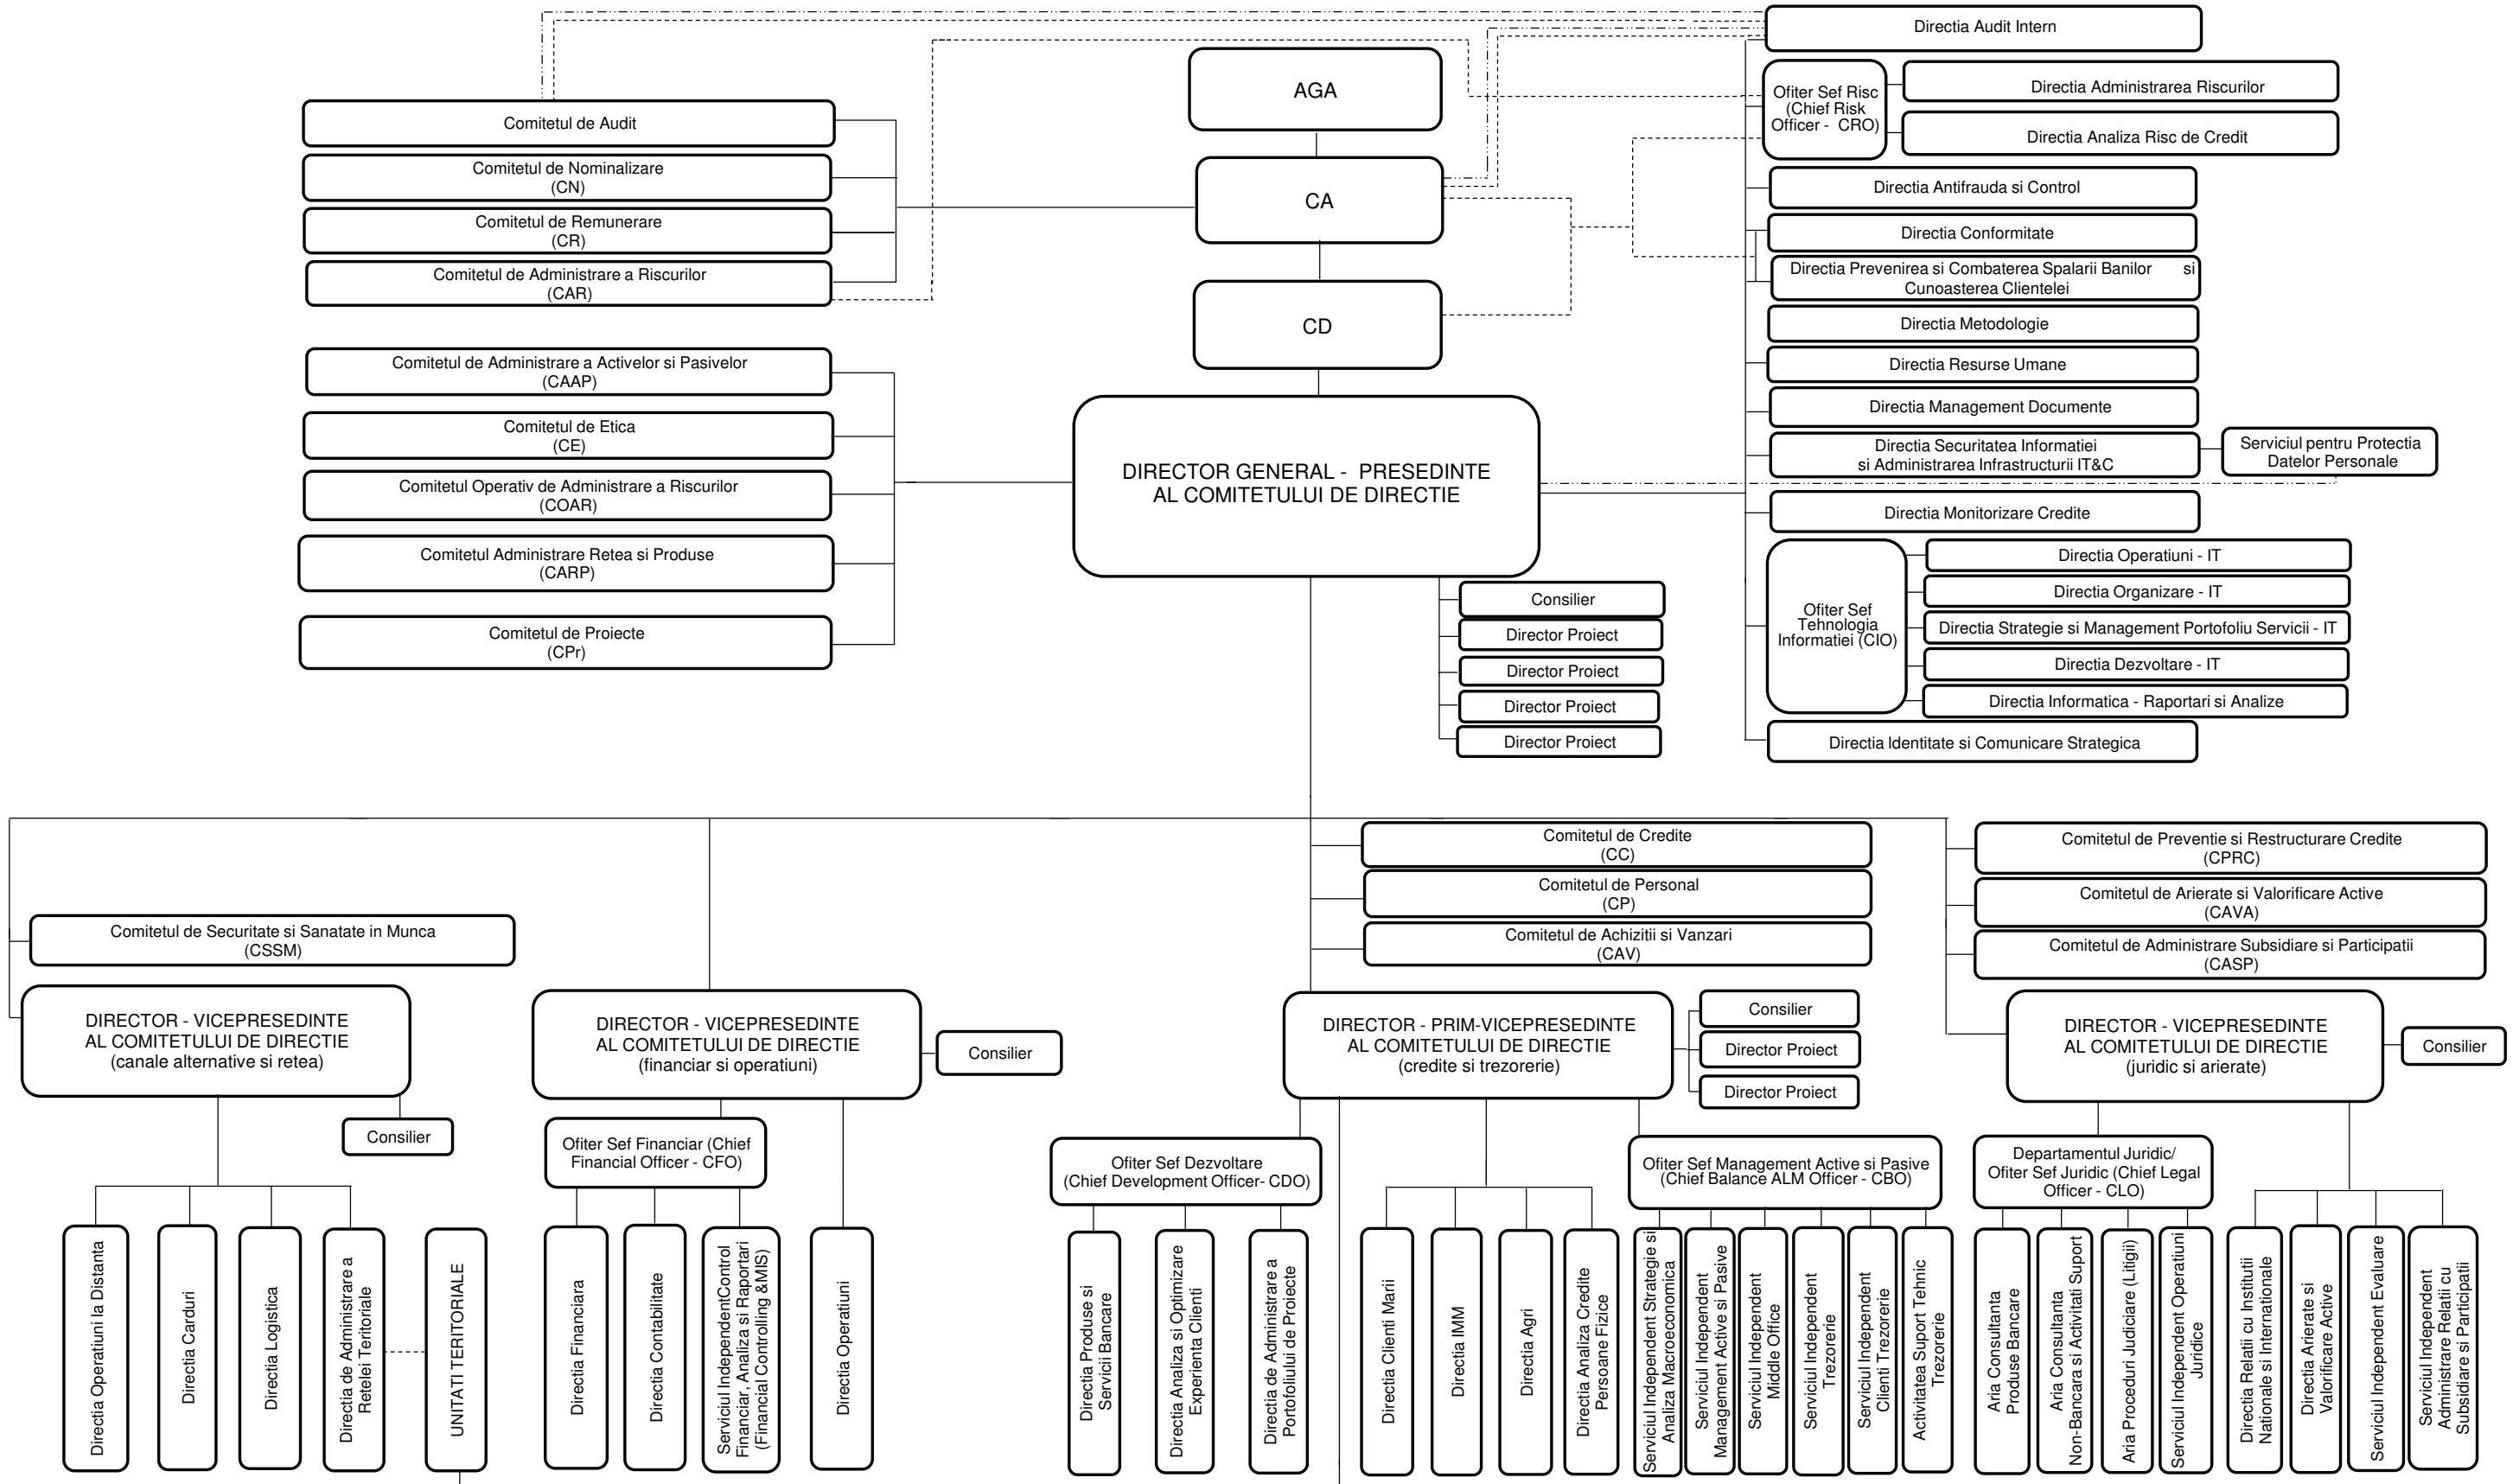 Directia Audit Intern
AGA
Ofiter Sef Risc
(Chief Risk
Officer - CRO)
Directia Administrarea Riscurilor
Directia Analiza Risc de Credit
Comitetul de Audit
Comitetul de Nominalizare
(CN)
Comitetul de Remunerare
(CR)
Comitetul de Administrare a Riscurilor
(CAR)
CA
CD
Directia Antifrauda si Control
Directia Conformitate
Directia Prevenirea si Combaterea Spalarii Banilor si
Cunoasterea Clientelei
Directia Metodologie
Directia Resurse Umane
Directia Management Documente
Directia Securitatea Informatiei
si Administrarea Infrastructurii IT&C
Serviciul pentru Protectia
Datelor Personale
Directia Monitorizare Credite
Comitetul de Administrare a Activelor si Pasivelor
(CAAP)
Comitetul de Etica
(CE)
Comitetul Operativ de Administrare a Riscurilor
(COAR)
Comitetul Administrare Retea si Produse
(CARP)
Comitetul de Proiecte
(CPr)
DIRECTOR GENERAL - PRESEDINTE
AL COMITETULUI DE DIRECTIE
Consilier
Director Proiect
Director Proiect
Director Proiect
Director Proiect
Ofiter Sef
Tehnologia
Informatiei (CIO)
Directia Operatiuni - IT
Directia Organizare - IT
Directia Strategie si Management Portofoliu Servicii - IT
Directia Dezvoltare - IT
Directia Informatica - Raportari si Analize
Directia Identitate si Comunicare Strategica
Comitetul de Credite
(CC)
Comitetul de Personal
(CP)
Comitetul de Achizitii si Vanzari
(CAV)
Comitetul de Preventie si Restructurare Credite
(CPRC)
Comitetul de Arierate si Valorificare Active
(CAVA)
Comitetul de Administrare Subsidiare si Participatii
(CASP)
Comitetul de Securitate si Sanatate in Munca
(CSSM)
DIRECTOR - VICEPRESEDINTE
AL COMITETULUI DE DIRECTIE
(canale alternative si retea)
Consilier
DIRECTOR - VICEPRESEDINTE
AL COMITETULUI DE DIRECTIE
(financiar si operatiuni)
Consilier
DIRECTOR - PRIM-VICEPRESEDINTE
AL COMITETULUI DE DIRECTIE
(credite si trezorerie)
Consilier
Director Proiect
Director Proiect
DIRECTOR - VICEPRESEDINTE
AL COMITETULUI DE DIRECTIE
(juridic si arierate)
Consilier
Ofiter Sef Financiar (Chief
Financial Officer - CFO)
Ofiter Sef Dezvoltare
(Chief Development Officer- CDO)
Ofiter Sef Management Active si Pasive
(Chief Balance ALM Officer - CBO)
Departamentul Juridic/
Ofiter Sef Juridic (Chief Legal
Officer - CLO)
Directia Operatiuni la Distanta
Directia Carduri
Directia Logistica
Directia de Administrare a
Retelei Teritoriale
UNITATI TERITORIALE
Directia Financiara
Directia Contabilitate
Serviciul IndependentControl
Financiar, Analiza si Raportari
(Financial Controlling &MIS)
Directia Operatiuni
Directia Produse si
Servicii Bancare
Directia Analiza si Optimizare
Experienta Clienti
Directia de Administrare a
Portofoliului de Proiecte
Directia Clienti Marii
Directia IMM
Directia Agri
Directia Analiza Credite
Persoane Fizice
Serviciul Independent Strategie si
Analiza Macroeconomica
Serviciul Independent
Management Active si Pasive
Serviciul Independent
Middle Office
Serviciul Independent
Trezorerie
Serviciul Independent
Clienti Trezorerie
Activitatea Suport Tehnic
Trezorerie
Aria Consultanta
Produse Bancare
Aria Consultanta
Non-Bancara si Activitati Suport
Aria Proceduri Judiciare (Litigii)
Serviciul Independent Operatiuni
Juridice
Directia Relatii cu Institutii
Nationale si Internationale
Directia Arierate si
Valorificare Active
Serviciul Independent Evaluare
Serviciul Independent
Administrare Relatii cu
Subsidiare si Participatii